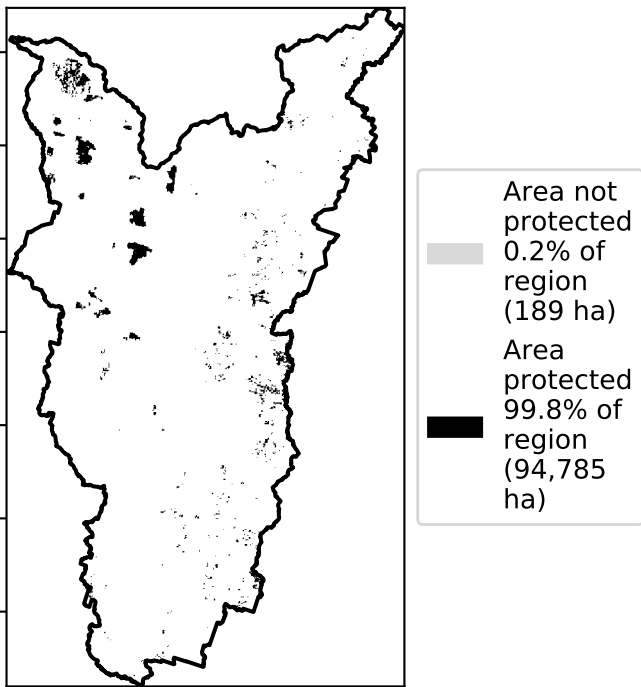 Area not
protected
0.2% of
region
(189 ha)
Area
protected
99.8% of
region
(94,785
ha)